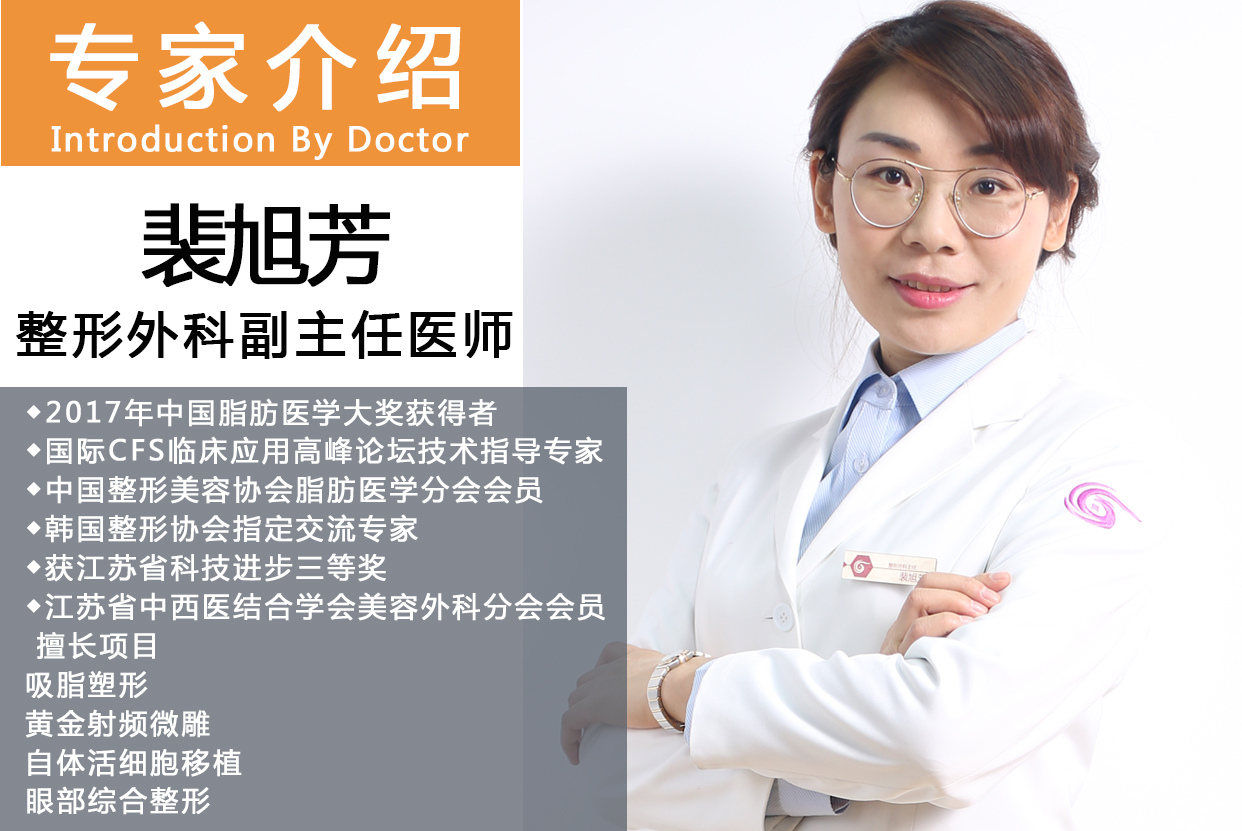 专家介绍
Introduction By Doctor
裴旭芳
整形外科副主任医师
◆2017年中国脂肪医学大奖获得者
◆国际CFS临床应用高峰论坛技术指导专家
◆中国整形美容协会脂肪医学分会会员
◆韩国整形协会指定交流专家
◆获江苏省科技进步三等奖
◆江苏省中西医结合学会美容外科分会会员
擅长项目
吸脂塑形
黄金射频微雕
自体活细胞移植
眼部综合整形
裴旭